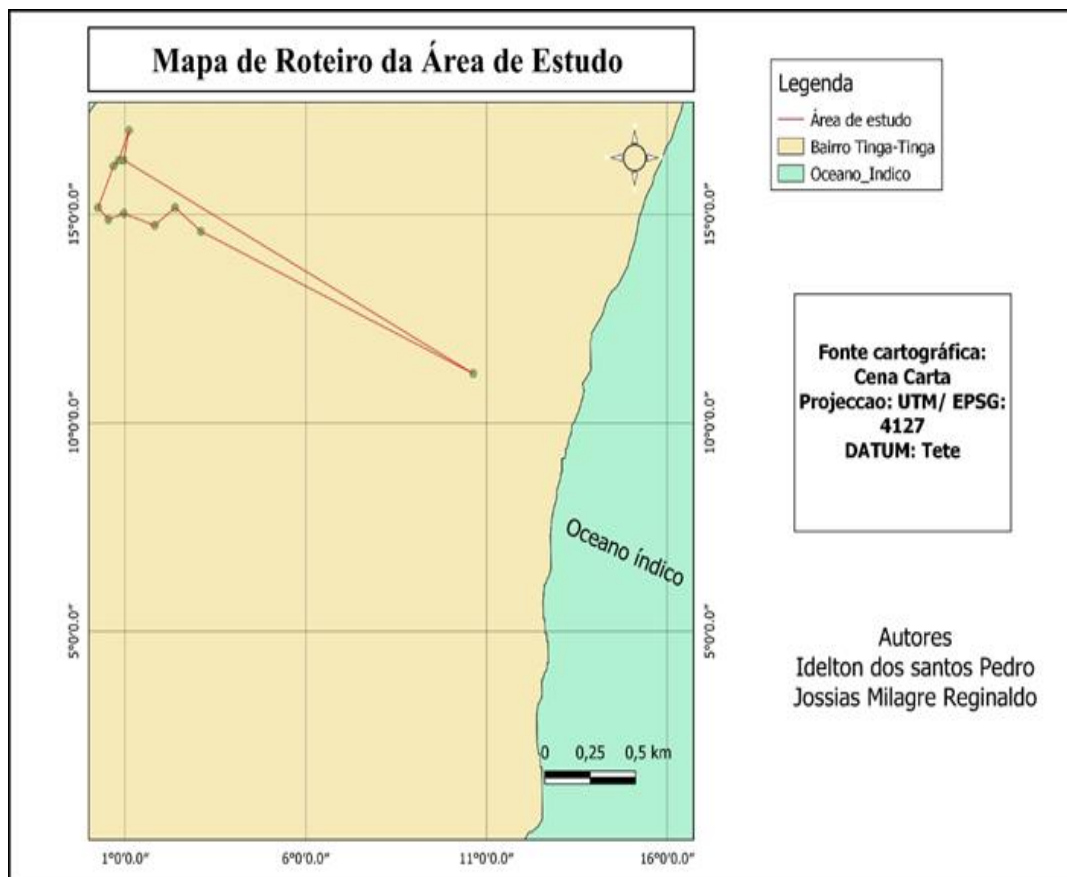 Mapa de Roteiro da Área de Estudo
Legenda
Área de estudo
Bairro Tinga-Tinga
Oceano_Indico
15°0'0.0"
15°0'0.0"
10°0'0.0"
10°0'0.0"
5°0'0.0"
5°0'0.0"
Fonte cartográfica:
Cena Carta
Projeccao: UTM/ EPSG:
4127
DATUM: Tete
Oceano índico
Autores
Idelton dos santos Pedro
Jossias Milagre Reginaldo
0 0,25 0,5 km
1°0'0.0" 6°0'0.0" 11°0'0.0" 16°0'0.0"